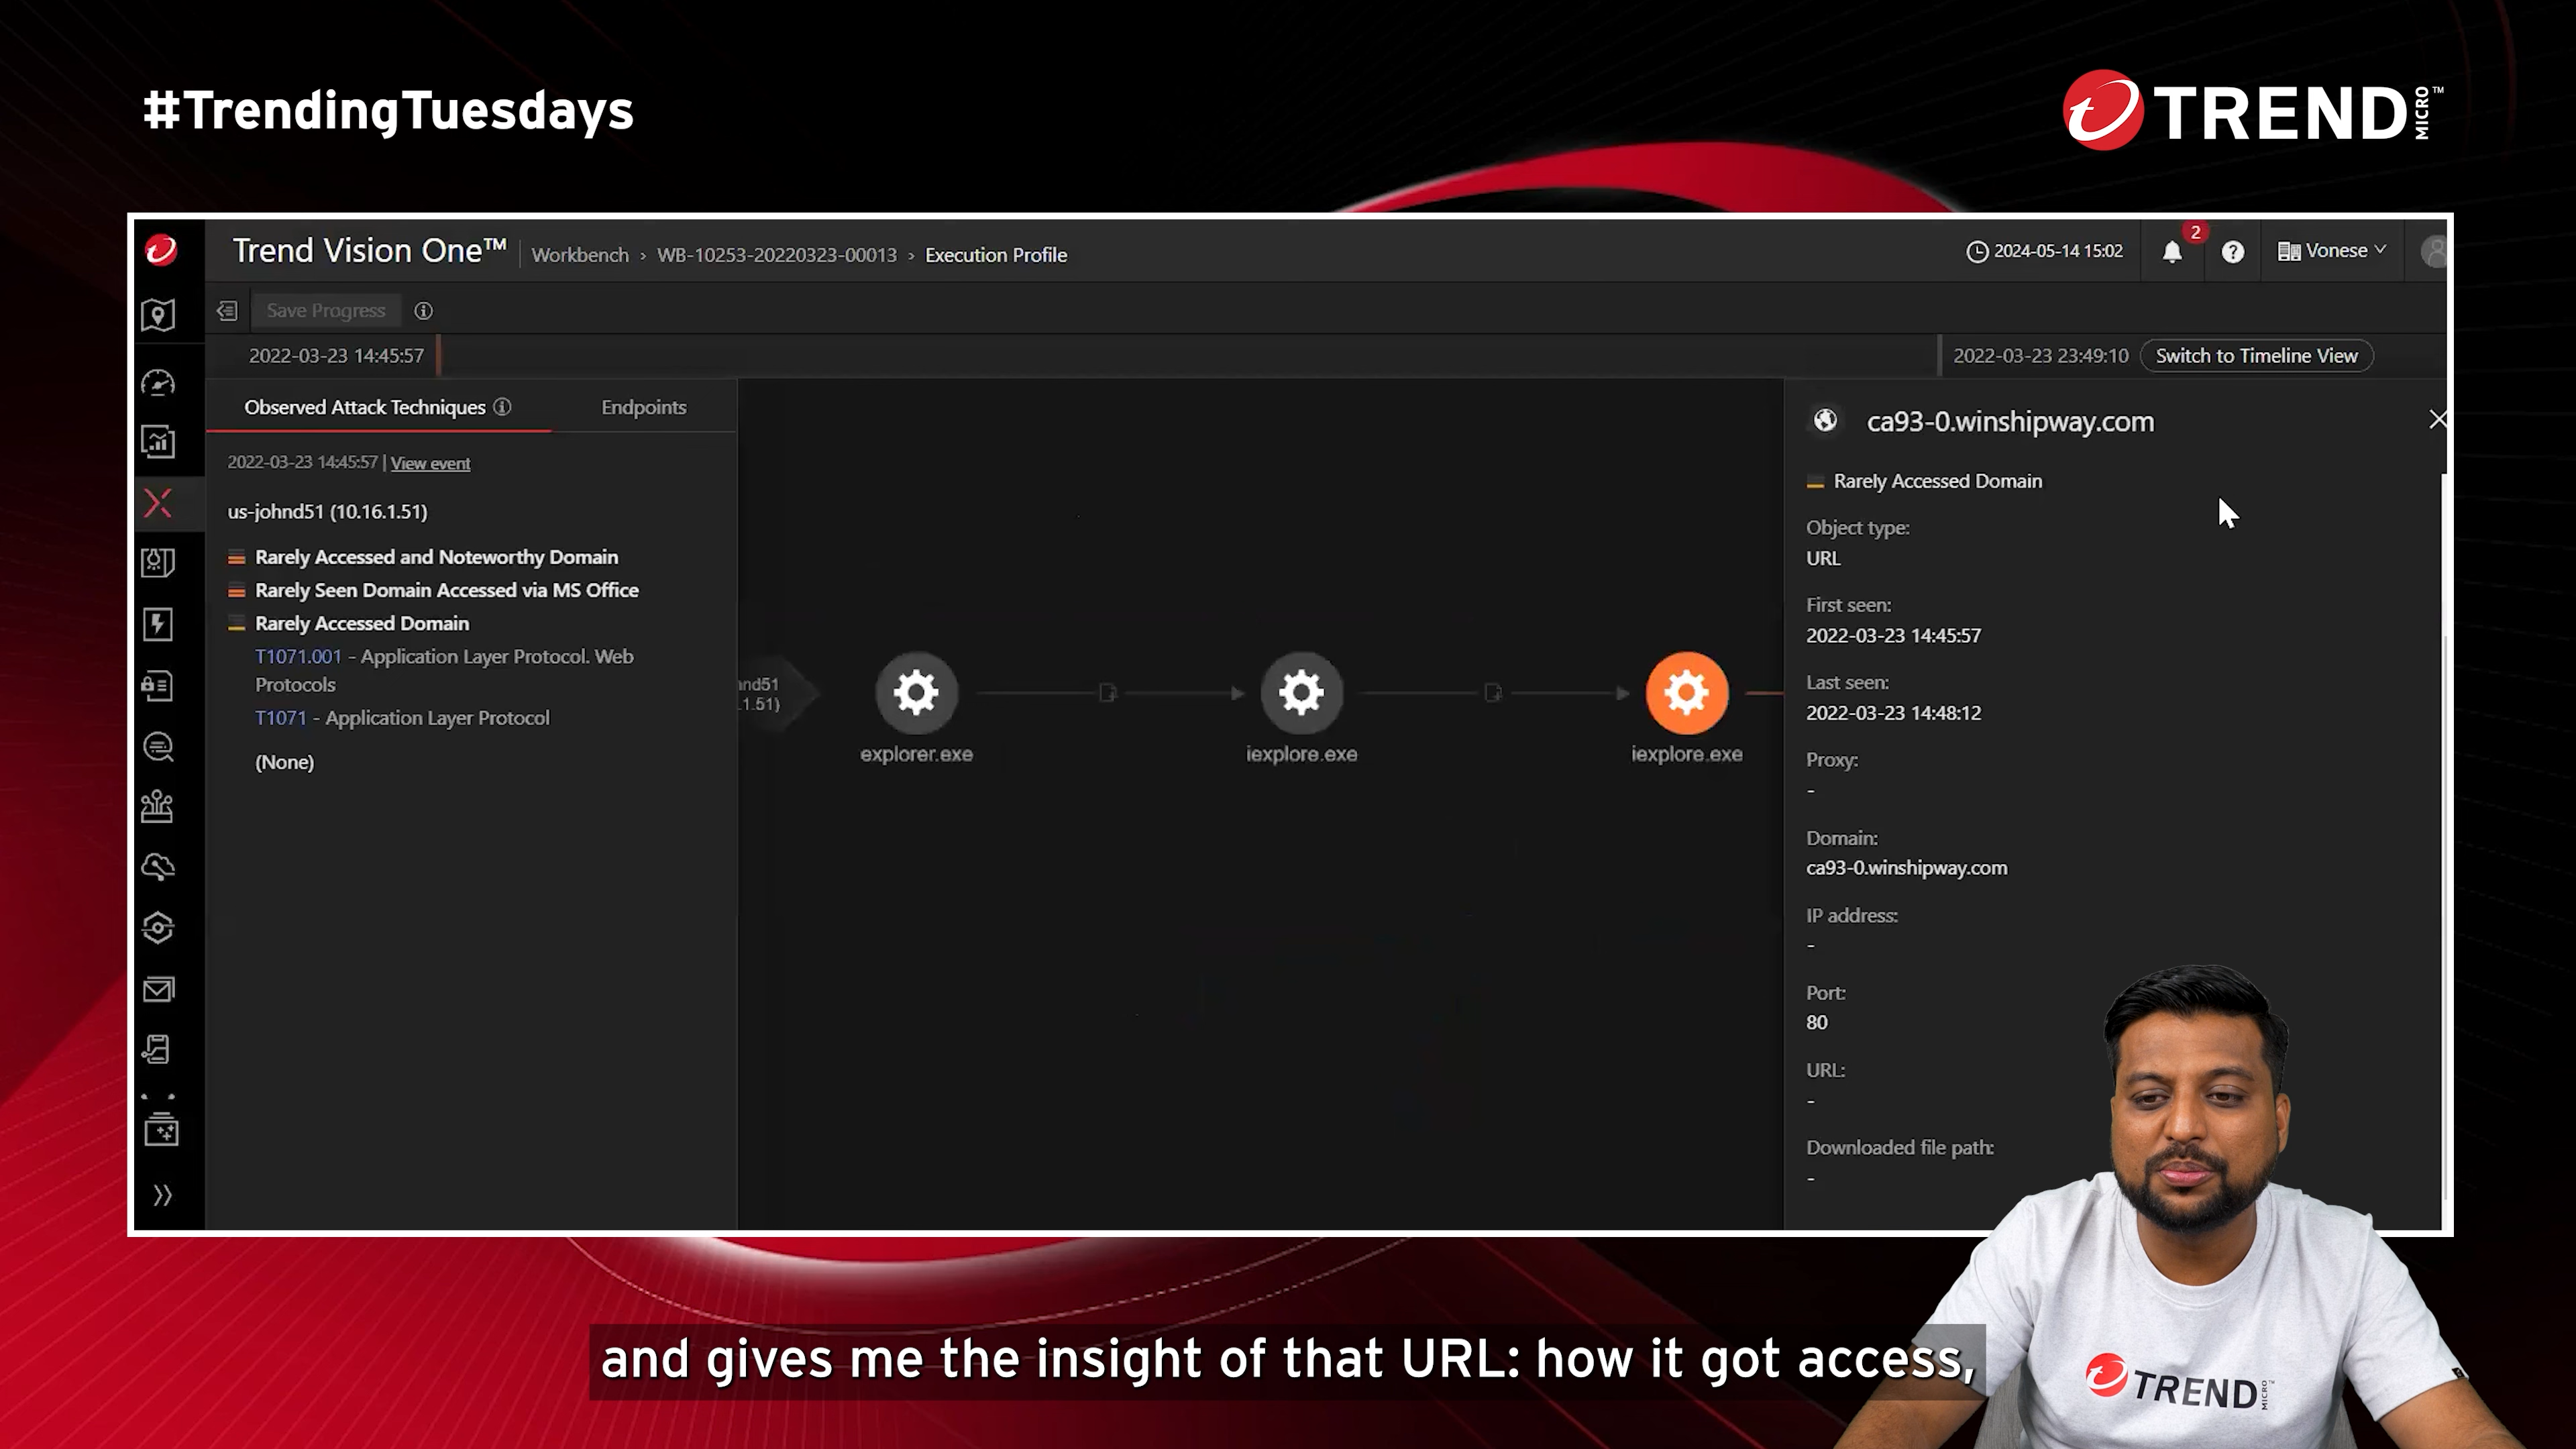 #TrendingTuesdays
TREND MICRO™
Trend Vision One™
Workbench › WB-10253-20220323-00013 › Execution Profile
2024-05-14 15:02
2
?
Vonese
Save Progress
2022-03-23 14:45:57
2022-03-23 23:49:10
Switch to Timeline View
Observed Attack Techniques
Endpoints
2022-03-23 14:45:57 | View event
us-johnd51 (10.16.1.51)
Rarely Accessed and Noteworthy Domain
Rarely Seen Domain Accessed via MS Office
Rarely Accessed Domain
T1071.001 - Application Layer Protocol. Web
Protocols
T1071 - Application Layer Protocol
(None)
nd51
.1.51)
explorer.exe
iexplore.exe
iexplore.exe
ca93-0.winshipway.com
Rarely Accessed Domain
Object type:
URL
First seen:
2022-03-23 14:45:57
Last seen:
2022-03-23 14:48:12
Proxy:
-
Domain:
ca93-0.winshipway.com
IP address:
-
Port:
80
URL:
-
Downloaded file path:
-
and gives me the insight of that URL: how it got access,
TREND MICRO™